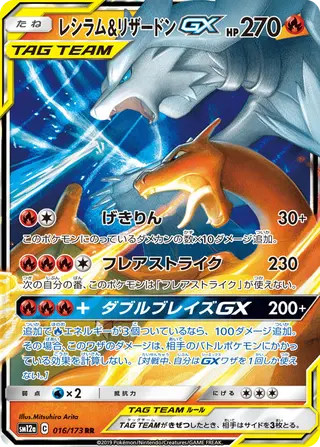 たね レシラム&リザードンGX HP270
TAG TEAM
げきりん 30+
このポケモンにのっているダメカンの数×10ダメージ追加。
フレアストライク 230
次の自分の番、このポケモンは「フレアストライク」が使えない。
+ ダブルブレイズGX 200+
追加で エネルギーが3個ついているなら、100ダメージ追加。
その場合、このワザのダメージは、相手のバトルポケモンにかかっ
ている効果を計算しない。[対戦中、自分はGXワザを1回しか使え
ない。]
弱点 ×2 抵抗力 にげる
Illus.Mitsuhiro Arita
TAG TEAM ルール
TAG TEAMがきぜつしたとき、相手はサイドを3枚とる。
sm12a G 016/173 RR
©2019 Pokémon/Nintendo/Creatures/GAME FREAK.